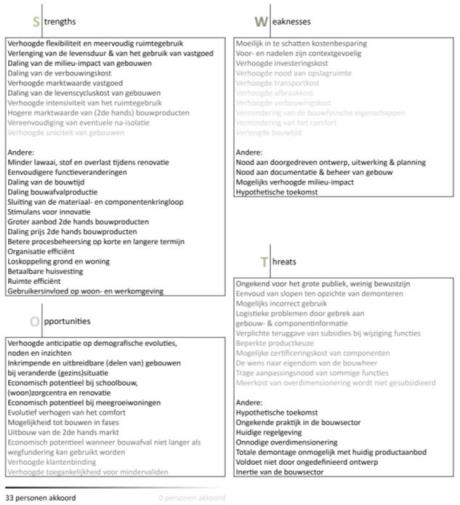 Strengths
Verhoogde flexibiliteit en meervoudig ruimtegebruik
Verlenging van de levensduur & van het gebruik van vastgoed
Daling van de milieu-impact van gebouwen
Daling van de verbouwingskost
Verhoogde marktwaarde vastgoed
Daling van de levenscycluskost van gebouwen
Verhoogde intensiviteit van het ruimtegebruik
Hogere marktwaarde van (2de hands) bouwproducten
Vereenvoudiging van eventuele na-isolatie
Verhoogde uniciteit van gebouwen
Andere:
Minder lawaai, stof en overlast tijdens renovatie
Eenvoudigere functieveranderingen
Daling van de bouwtijd
Daling bouwafvalproductie
Sluiting van de materiaal- en componentenkringloop
Stimulans voor innovatie
Groter aanbod 2de hands bouwproducten
Daling prijs 2de hands bouwproducten
Betere procesbeheersing op korte en langere termijn
Organisatie efficiënt
Loskoppeling grond en woning
Betaalbare huisvesting
Ruimte efficiënt
Gebruikersinvloed op woon- en werkomgeving
Weaknesses
Moeilijk in te schatten kostenbesparing
Voor- en nadelen zijn contextgevoelig
Verhoogde investeringskost
Verhoogde nood aan opslagruimte
Verhoogde transportkost
Verhoogde afbraakkost
Verhoogde verbouwingskost
Vermindering van de bouwfysische eigenschappen
Vermindering van het comfort
Verlengde bouwtijd
Andere:
Nood aan doorgedreven ontwerp, uitwerking & planning
Nood aan documentatie & beheer van gebouw
Mogelijks verhoogde milieu-impact
Hypothetische toekomst
Opportunities
Verhoogde anticipatie op demografische evoluties,
noden en inzichten
Inkrimpende en uitbreidbare (delen van) gebouwen
bij veranderde (gezins)situatie
Economisch potentieel bij schoolbouw,
(woon)zorgcentra en renovatie
Economisch potentieel bij meegroeiwoningen
Evolutief verhogen van het comfort
Mogelijkheid tot bouwen in fases
Uitbouw van de 2de hands markt
Economisch potentieel wanneer bouwafval niet langer als
wegfundering kan gebruikt worden
Verhoogde klantenbinding
Verhoogde toegankelijkheid voor mindervaliden
Threats
Ongekend voor het grote publiek, weinig bewustzijn
Eenvoud van slopen ten opzichte van demonteren
Mogelijks incorrect gebruik
Logistieke problemen door gebrek aan
gebouw- & componentinformatie
Verplichte teruggave van subsidies bij wijziging functies
Beperkte productkeuze
Mogelijke certificeringskost van componenten
De wens naar eigendom van de bouwheer
Trage aanpassingsnood van sommige functies
Meerkost van overdimensionering wordt niet gesubsidieerd
Andere:
Hypothetische toekomst
Ongekende praktijk in de bouwsector
Huidige regelgeving
Onnodige overdimensionering
Totale demontage onmogelijk met huidig productaanbod
Voldoet niet door ongedefinieerd ontwerp
Inertie van de bouwsector
33 personen akkoord
0 personen akkoord